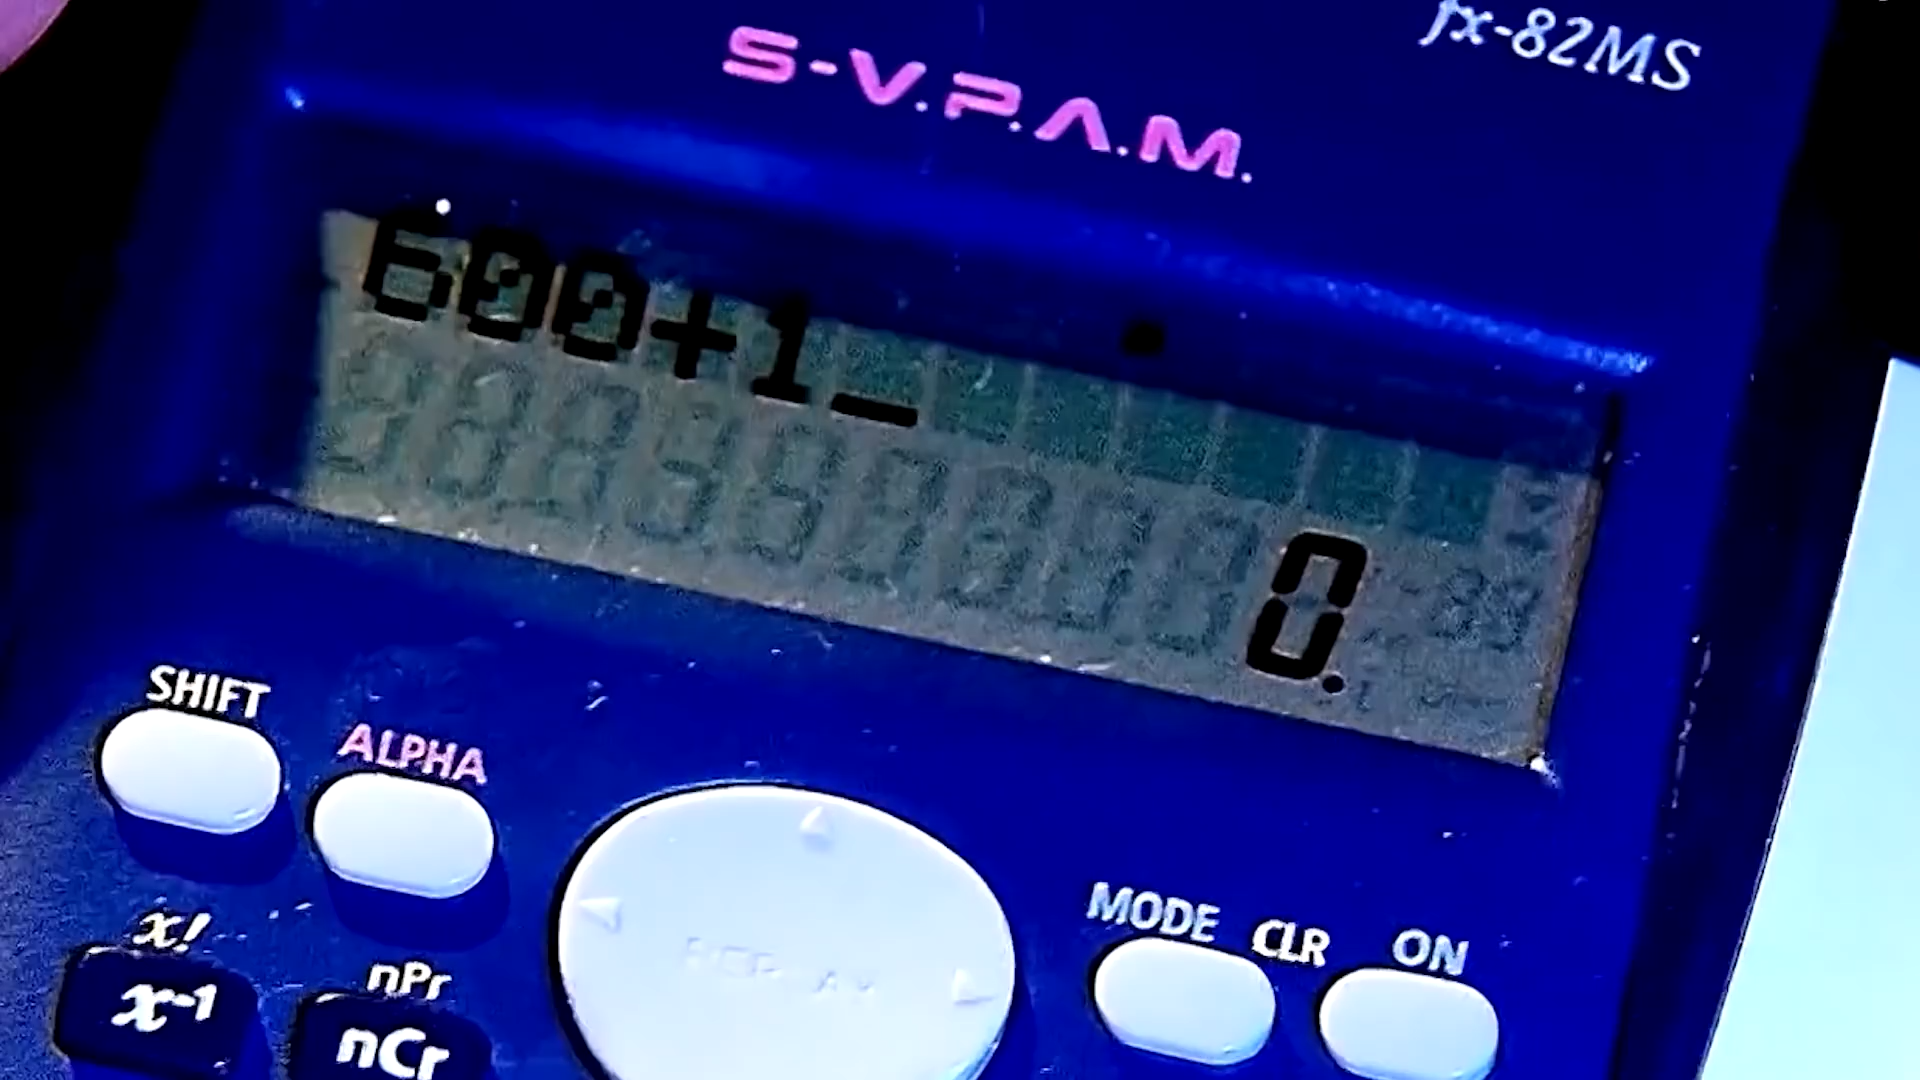 fx-82MS
S-V.P.A.M.
600+1_
0.
SHIFT
ALPHA
REPLAY
MODE CLR ON
x!
x-1
nPr
nCr